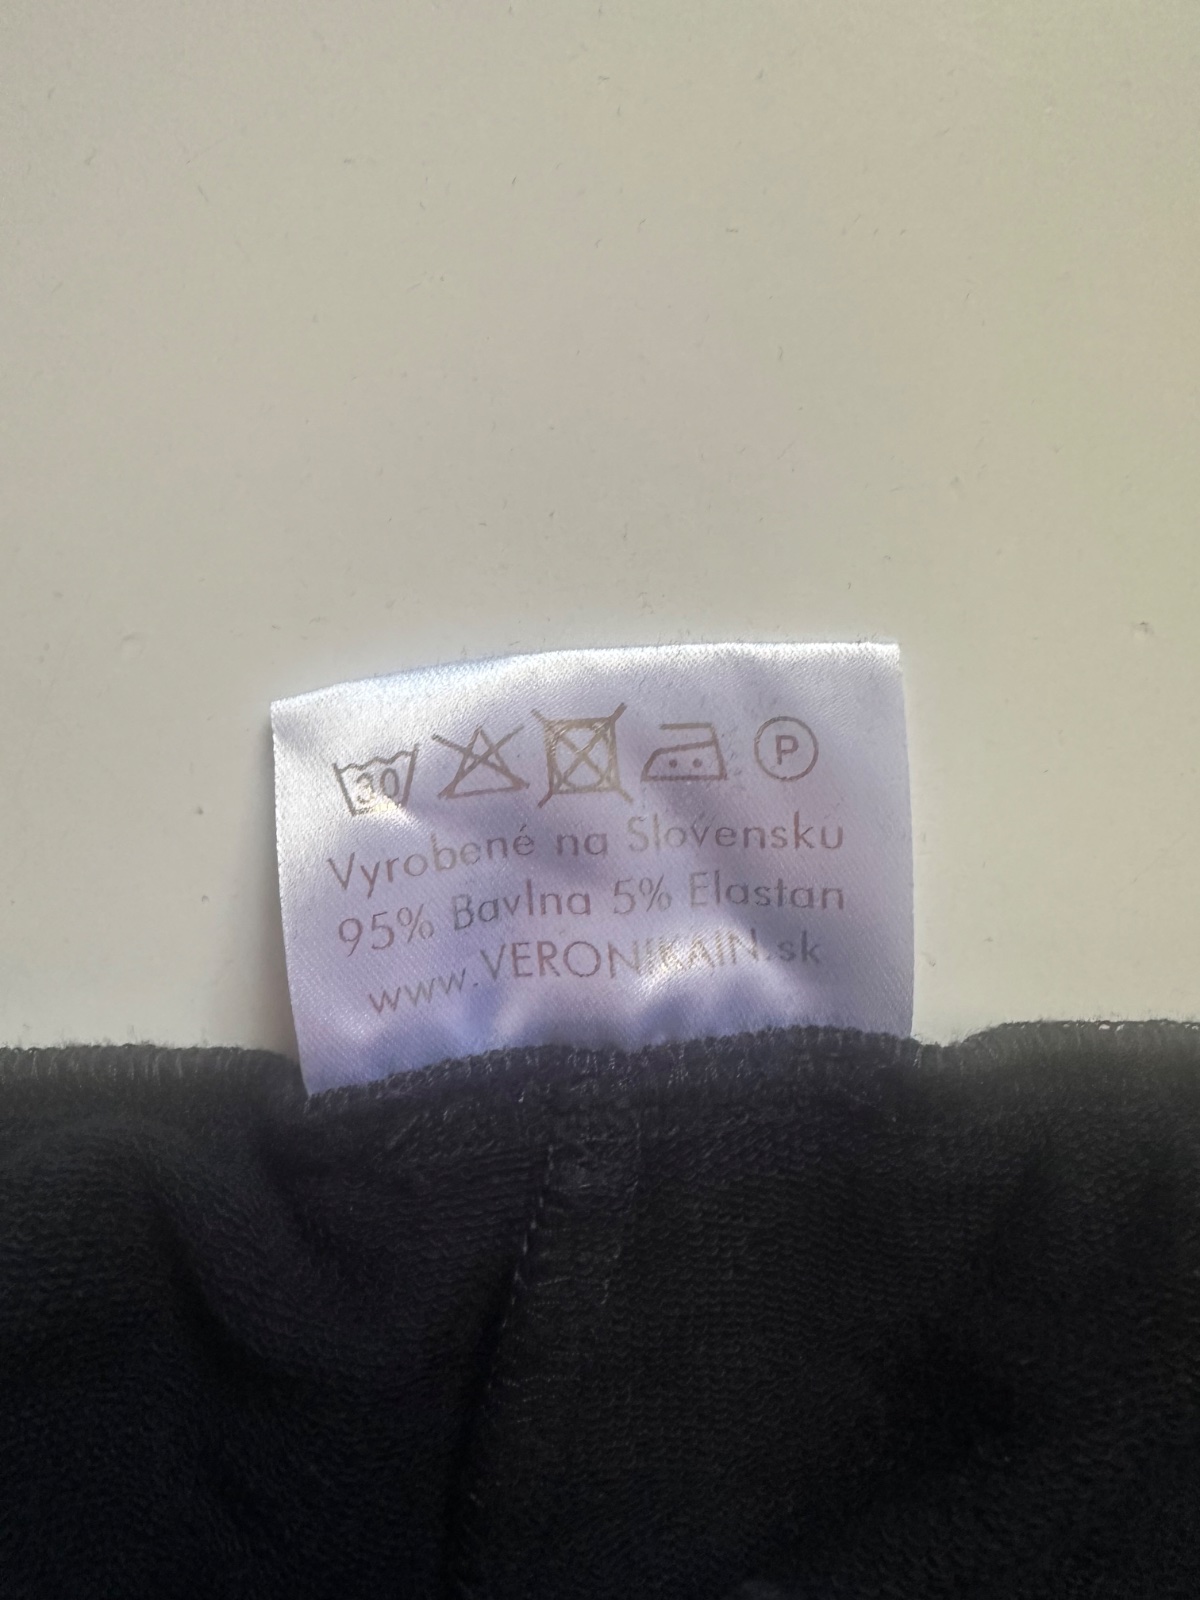 30 P
Vyrobené na Slovensku
95% Bavlna 5% Elastan
www.VERONIKAIN.sk